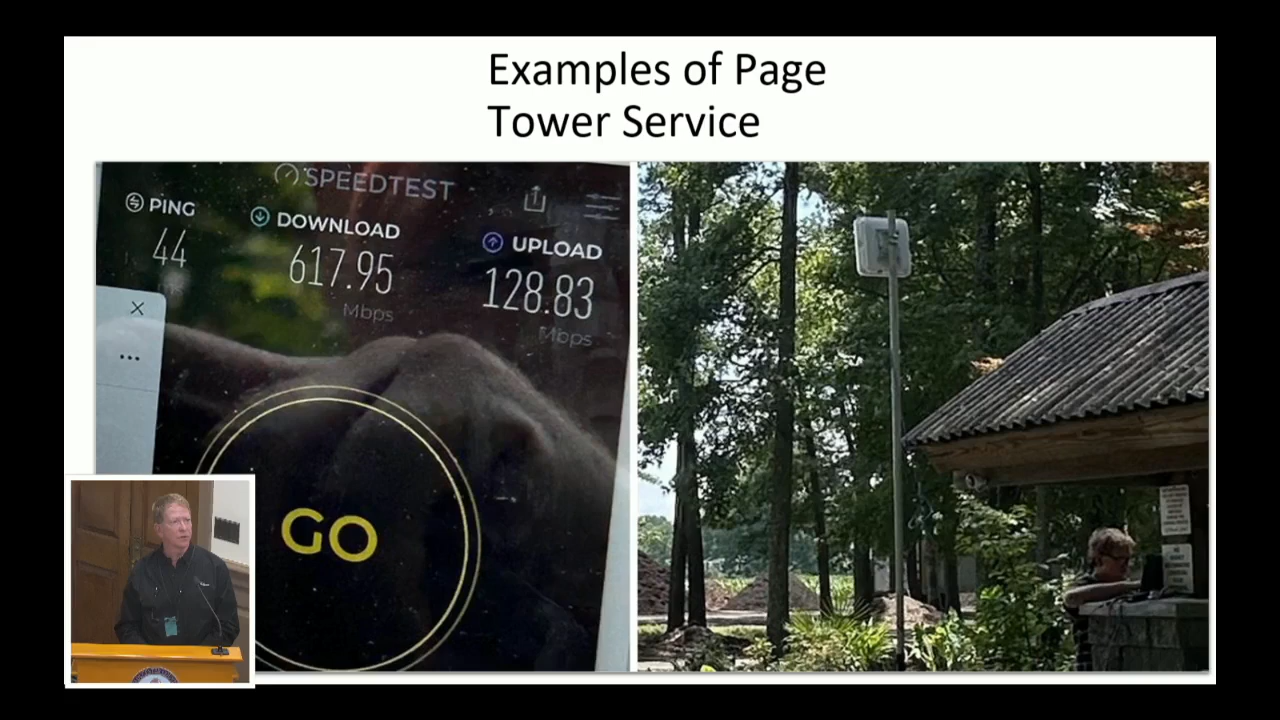 Examples of Page
Tower Service
SPEEDTEST
PING
DOWNLOAD
UPLOAD
44
617.95
128.83
Mbps
Mbps
GO